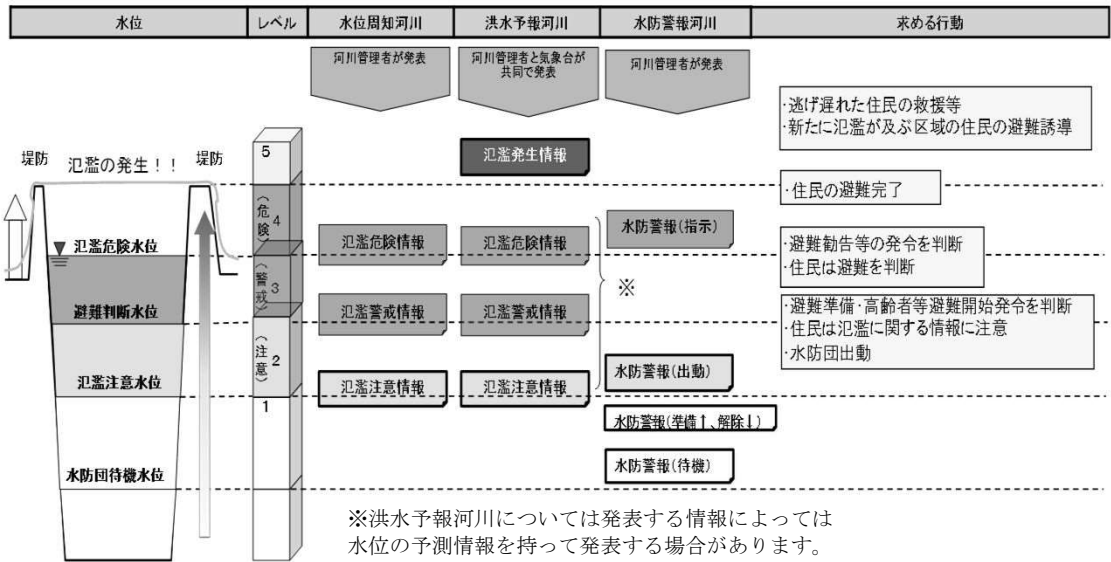 水位 レベル 水位周知河川 洪水予報河川 水防警報河川 求める行動
河川管理者が発表
河川管理者と気象台が
共同で発表
河川管理者が発表
・逃げ遅れた住民の救援等
・新たに氾濫が及ぶ区域の住民の避難誘導
5
氾濫発生情報
堤防
氾濫の発生!!
堤防
・住民の避難完了
(危険)
4
氾濫危険水位
氾濫危険情報
氾濫危険情報
水防警報(指示)
・避難勧告等の発令を判断
・住民は避難を判断
(警戒)
3
※
避難判断水位
氾濫警戒情報
氾濫警戒情報
・避難準備・高齢者等避難開始発令を判断
・住民は氾濫に関する情報に注意
・水防団出動
(注意)
2
氾濫注意水位
氾濫注意情報
氾濫注意情報
水防警報(出動)
1
水防警報(準備↑、解除↓)
水防団待機水位
水防警報(待機)
※洪水予報河川については発表する情報によっては
水位の予測情報を持って発表する場合があります。